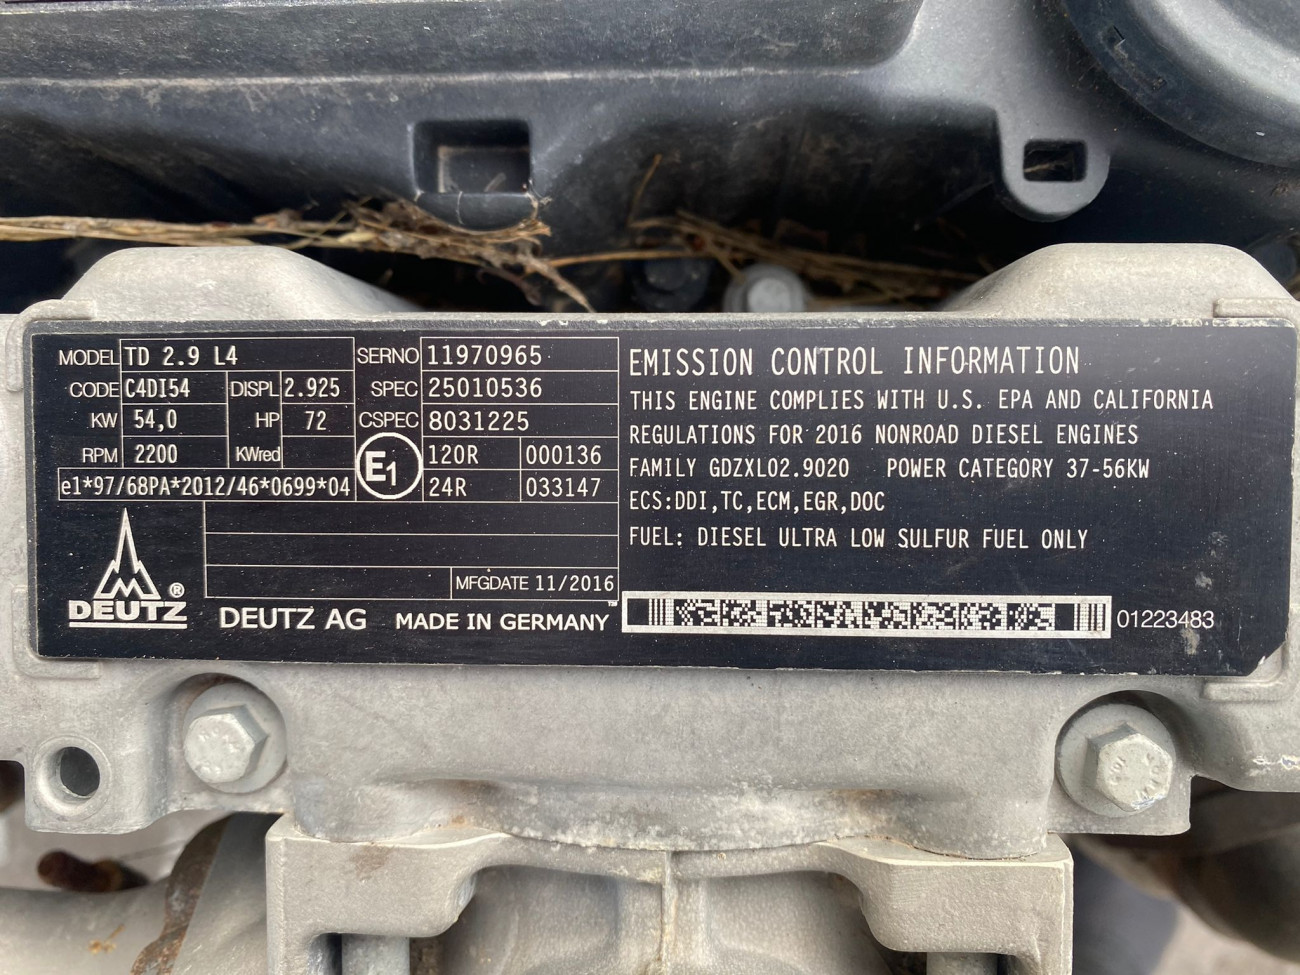 MODEL TD 2.9 L4 SERNO 11970965
CODE C4DI54 DISPL 2.925 SPEC 25010536
KW 54,0 HP 72 CSPEC 8031225
RPM 2200 KWred E1 120R 000136
e1*97/68PA*2012/46*0699*04 24R 033147
MFGDATE 11/2016
DEUTZ ® DEUTZ AG MADE IN GERMANY ™
EMISSION CONTROL INFORMATION
THIS ENGINE COMPLIES WITH U.S. EPA AND CALIFORNIA
REGULATIONS FOR 2016 NONROAD DIESEL ENGINES
FAMILY GDZXL02.9020 POWER CATEGORY 37-56KW
ECS:DDI,TC,ECM,EGR,DOC
FUEL: DIESEL ULTRA LOW SULFUR FUEL ONLY
01223483